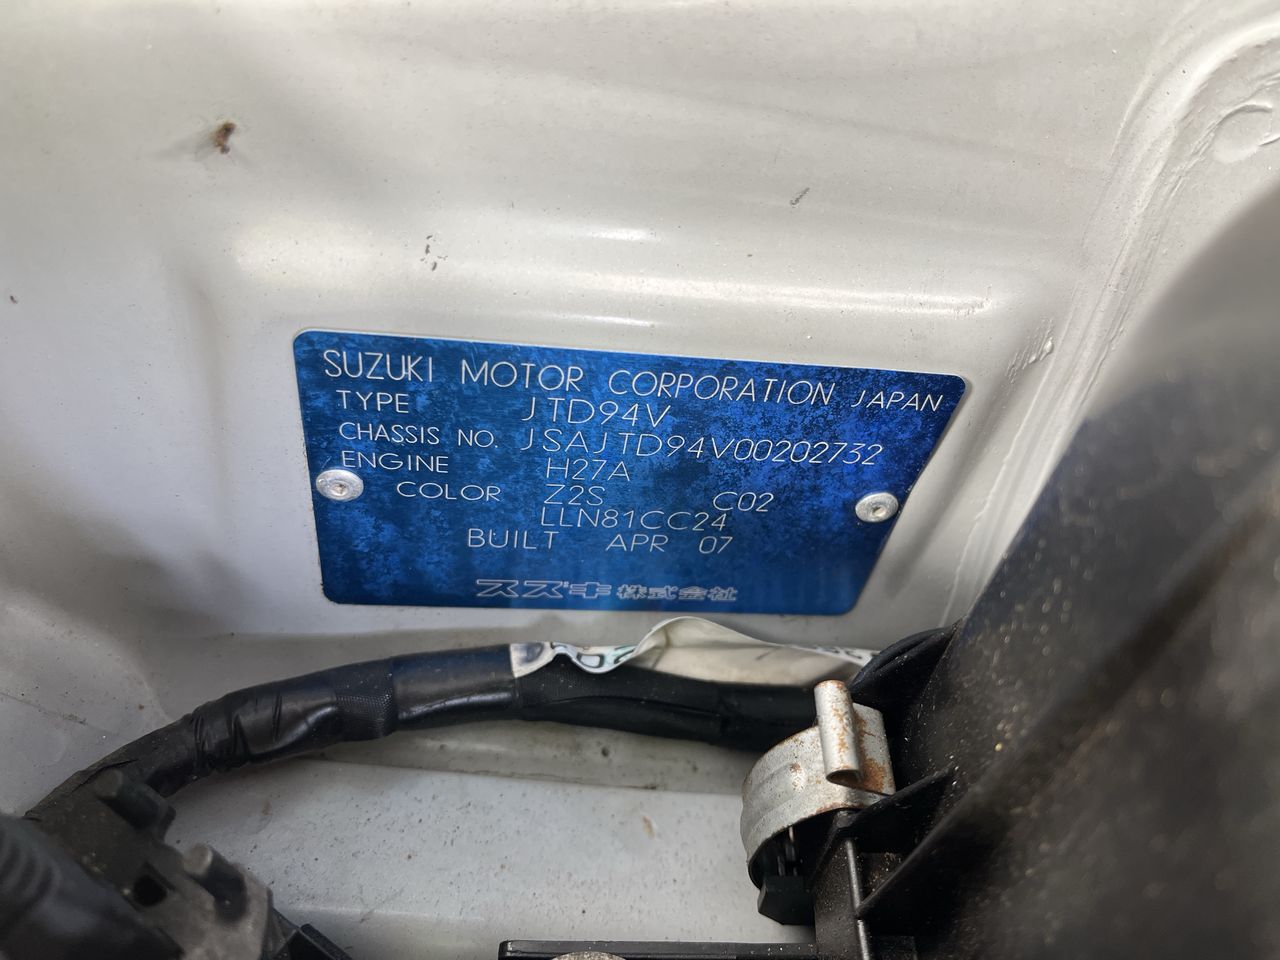 SUZUKI MOTOR CORPORATION JAPAN
TYPE JTD94V
CHASSIS NO. JSAJTD94V00202732
ENGINE H27A
COLOR Z2S C02
LLN81CC24
BUILT APR 07
スズキ株式会社